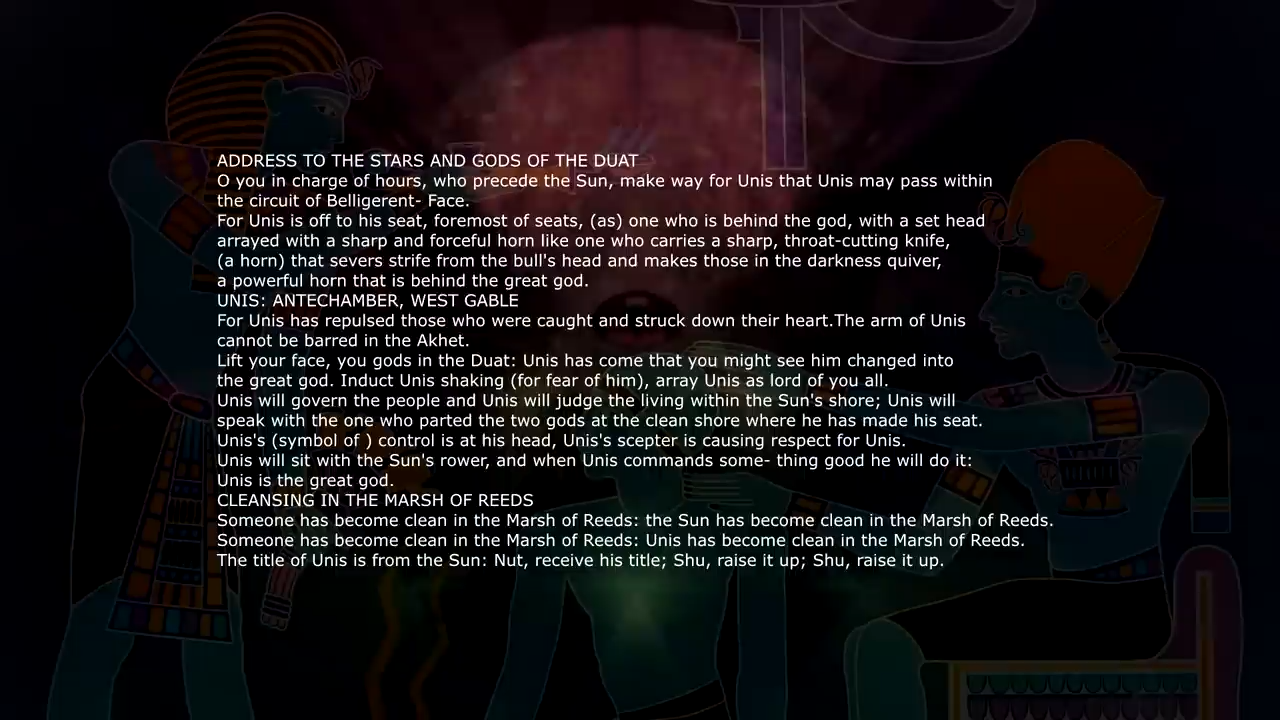 ADDRESS TO THE STARS AND GODS OF THE DUAT
O you in charge of hours, who precede the Sun, make way for Unis that Unis may pass within
the circuit of Belligerent- Face.
For Unis is off to his seat, foremost of seats, (as) one who is behind the god, with a set head
arrayed with a sharp and forceful horn like one who carries a sharp, throat-cutting knife,
(a horn) that severs strife from the bull's head and makes those in the darkness quiver,
a powerful horn that is behind the great god.
UNIS: ANTECHAMBER, WEST GABLE
For Unis has repulsed those who were caught and struck down their heart.The arm of Unis
cannot be barred in the Akhet.
Lift your face, you gods in the Duat: Unis has come that you might see him changed into
the great god. Induct Unis shaking (for fear of him), array Unis as lord of you all.
Unis will govern the people and Unis will judge the living within the Sun's shore; Unis will
speak with the one who parted the two gods at the clean shore where he has made his seat.
Unis's (symbol of ) control is at his head, Unis's scepter is causing respect for Unis.
Unis will sit with the Sun's rower, and when Unis commands some- thing good he will do it:
Unis is the great god.
CLEANSING IN THE MARSH OF REEDS
Someone has become clean in the Marsh of Reeds: the Sun has become clean in the Marsh of Reeds.
Someone has become clean in the Marsh of Reeds: Unis has become clean in the Marsh of Reeds.
The title of Unis is from the Sun: Nut, receive his title; Shu, raise it up; Shu, raise it up.